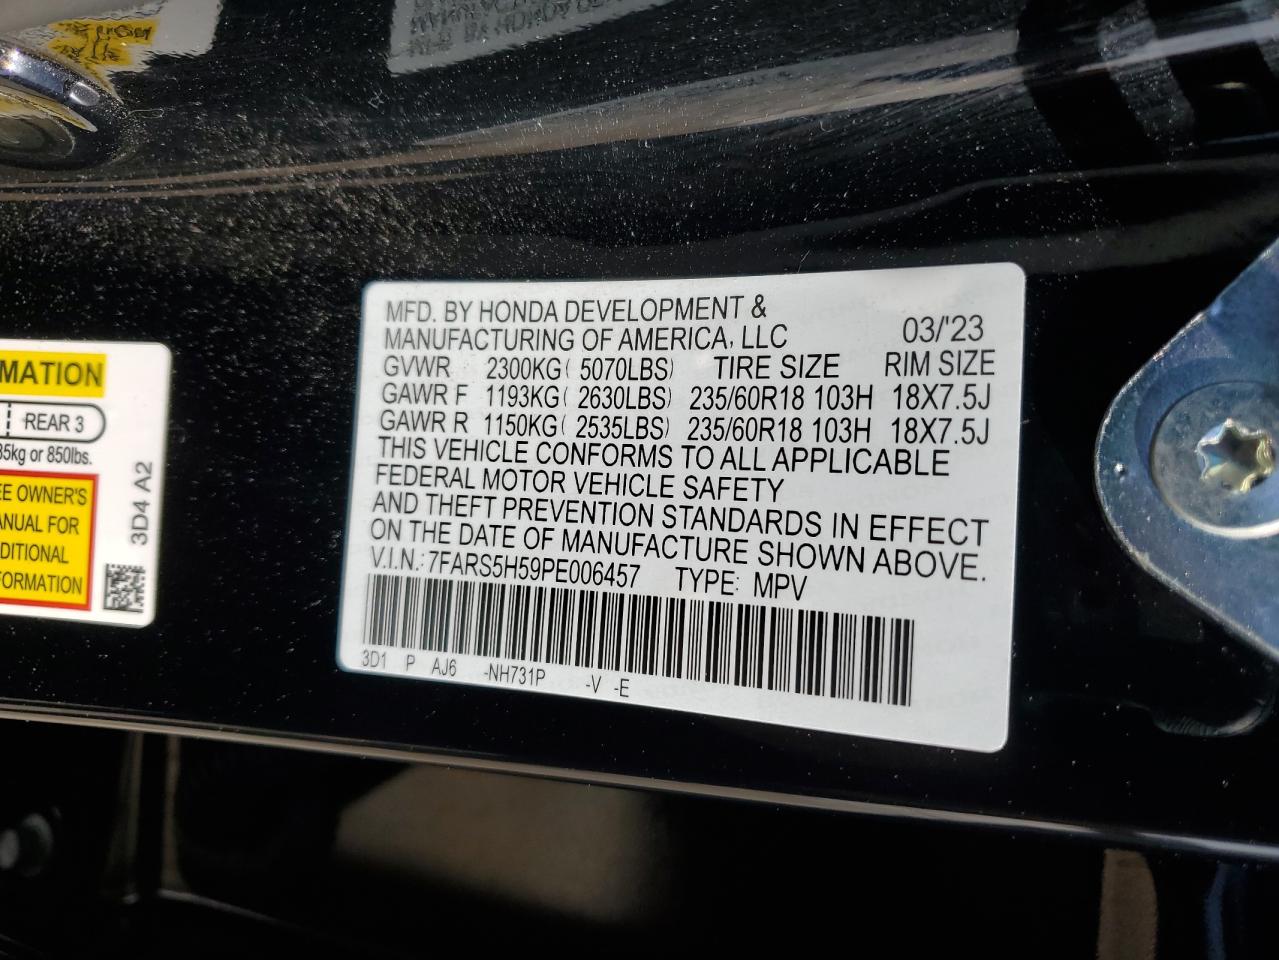 MFD. BY HONDA DEVELOPMENT &
MANUFACTURING OF AMERICA, LLC 03/'23
GVWR 2300KG( 5070LBS) TIRE SIZE RIM SIZE
GAWR F 1193KG( 2630LBS) 235/60R18 103H 18X7.5J
GAWR R 1150KG( 2535LBS) 235/60R18 103H 18X7.5J
THIS VEHICLE CONFORMS TO ALL APPLICABLE
FEDERAL MOTOR VEHICLE SAFETY
AND THEFT PREVENTION STANDARDS IN EFFECT
ON THE DATE OF MANUFACTURE SHOWN ABOVE.
V.I.N.: 7FARS5H59PE006457 TYPE: MPV
3D1 P AJ6 -NH731P -V -E
MATION
REAR 3
85kg or 850lbs.
EE OWNER'S
ANUAL FOR
DITIONAL
FORMATION
3D4 A2